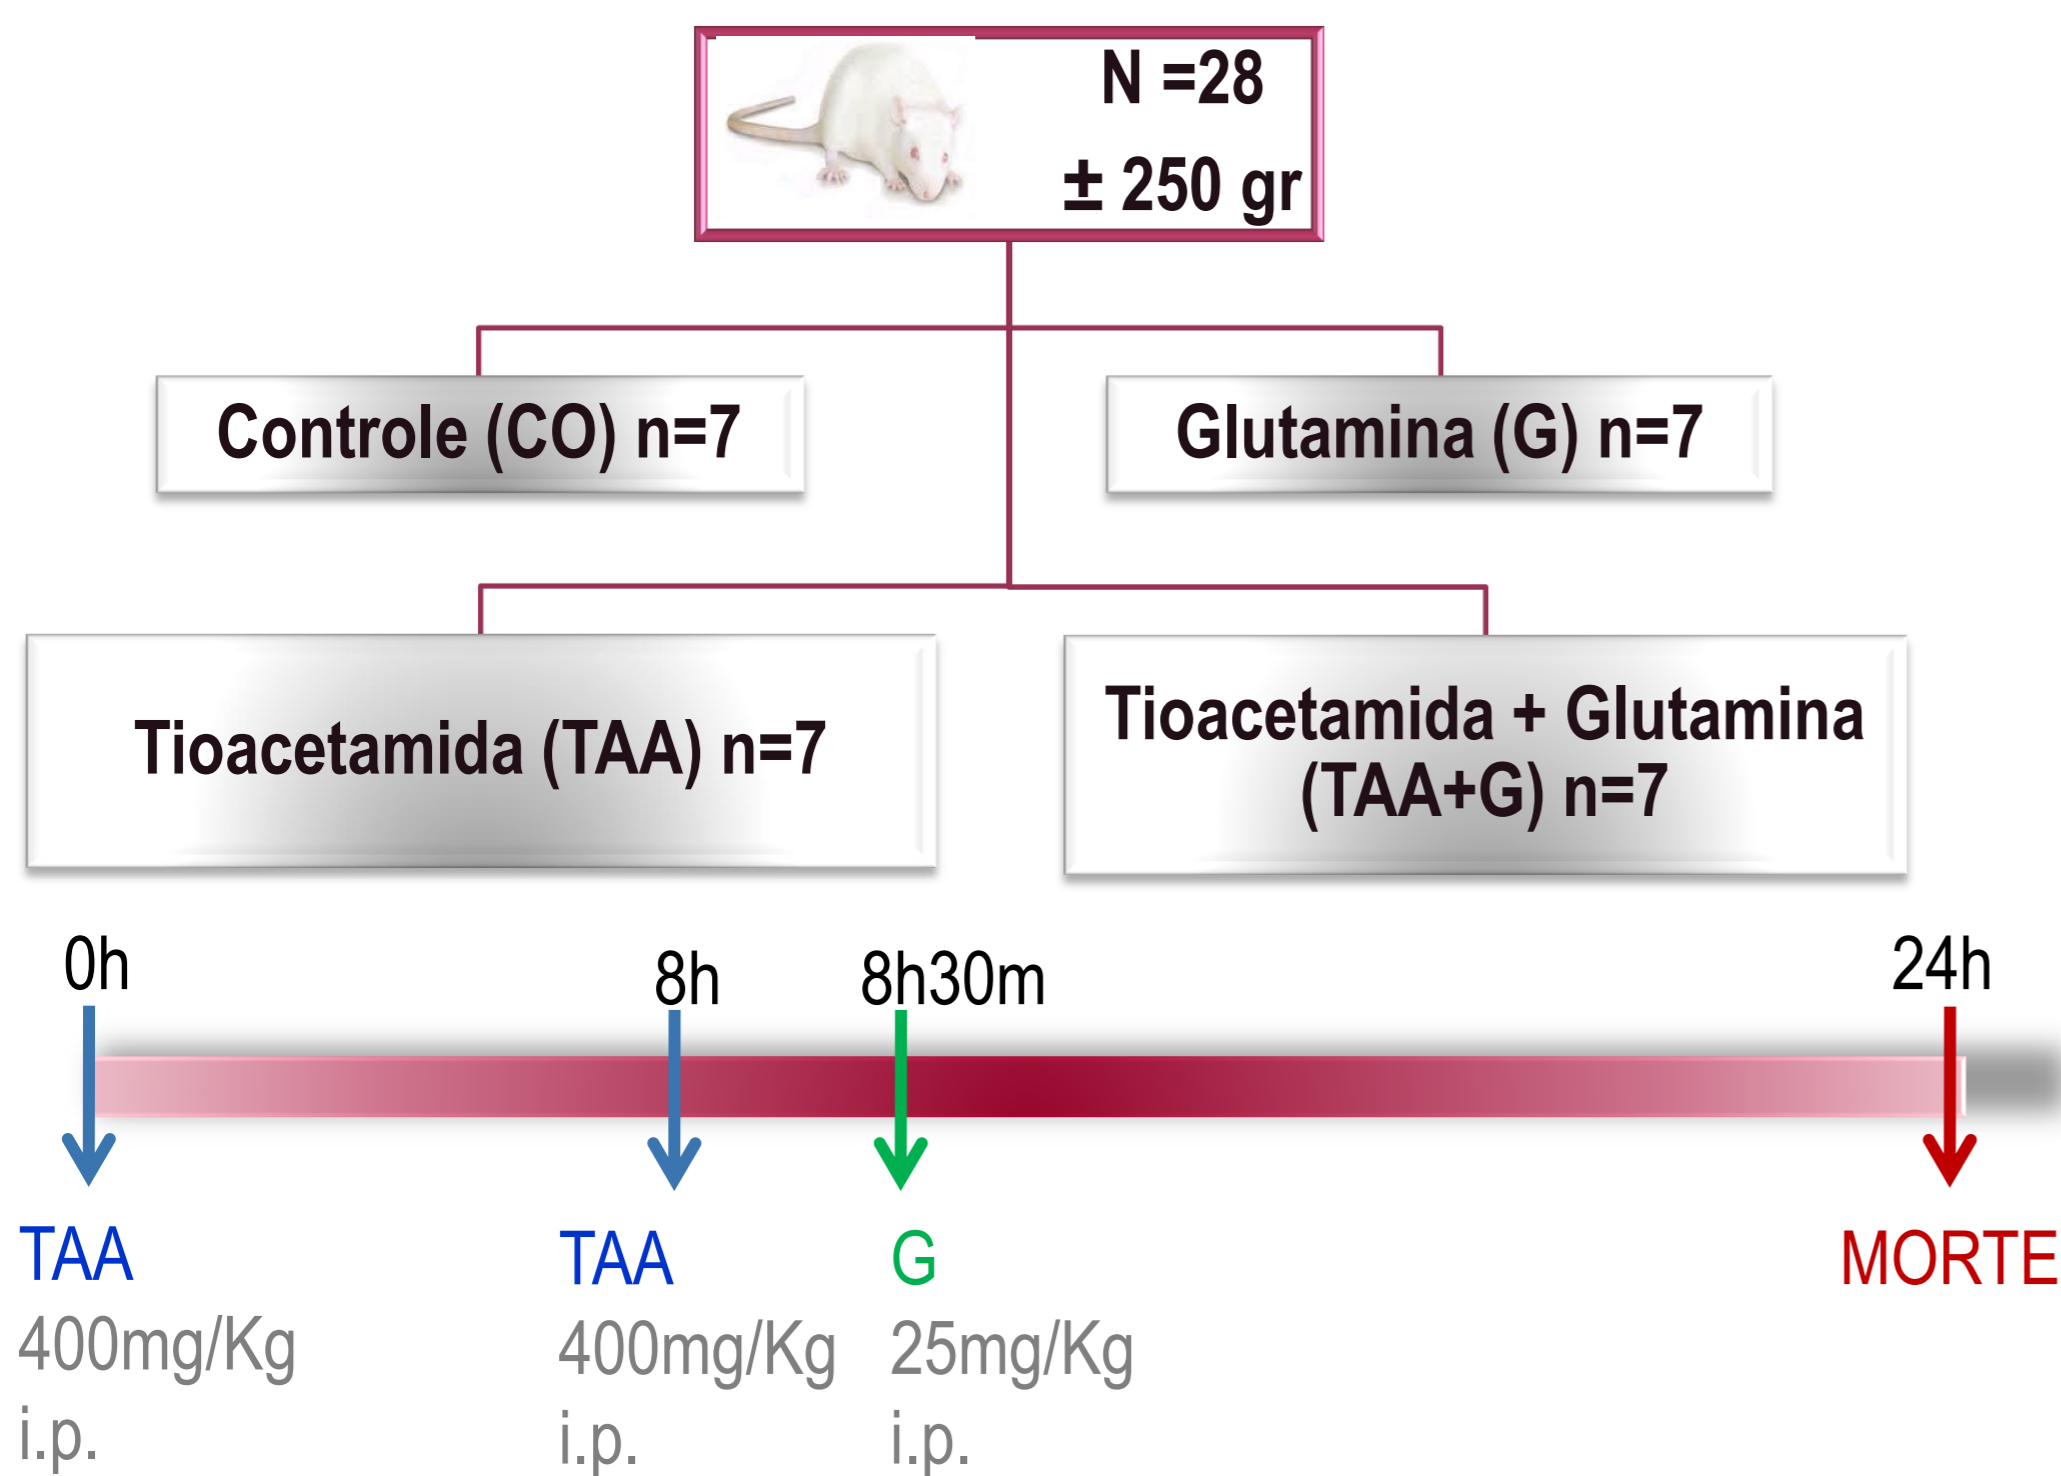 N =28
± 250 gr
Controle (CO) n=7
Glutamina (G) n=7
Tioacetamida (TAA) n=7
Tioacetamida + Glutamina
(TAA+G) n=7
0h
8h
8h30m
24h
TAA
400mg/Kg
i.p.
TAA
400mg/Kg
i.p.
G
25mg/Kg
i.p.
MORTE